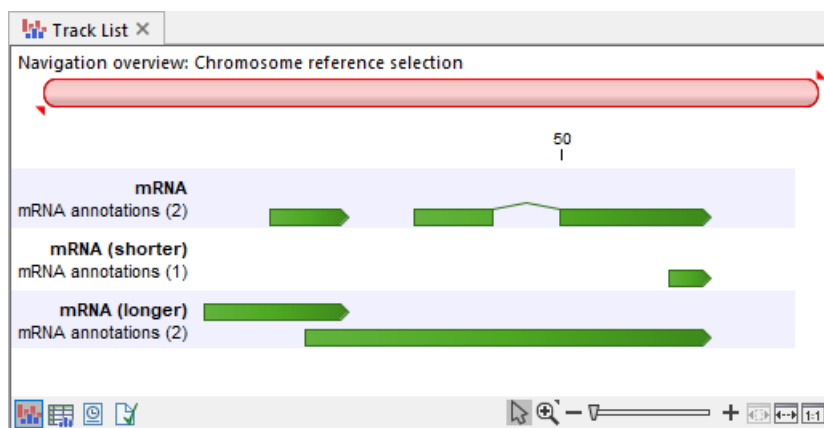 Track List
Navigation overview: Chromosome reference selection
50
mRNA
mRNA annotations (2)
mRNA (shorter)
mRNA annotations (1)
mRNA (longer)
mRNA annotations (2)
1:1